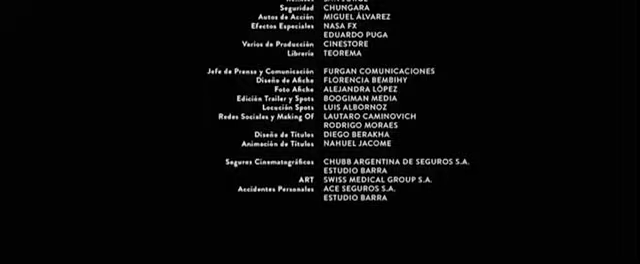 Seguridad CHUNGARA
Autos de Acción MIGUEL ÁLVAREZ
Efectos Especiales NASA FX
EDUARDO PUGA
Varios de Producción CINESTORE
Librería TEOREMA
Jefe de Prensa y Comunicación FURGAN COMUNICACIONES
Diseño de Afiche FLORENCIA BEMBIHY
Foto Afiche ALEJANDRA LÓPEZ
Edición Trailer y Spots BOOGIMAN MEDIA
Locución Spots LUIS ALBORNOZ
Redes Sociales y Making Of LAUTARO CAMINOVICH
RODRIGO MORAES
Diseño de Títulos DIEGO BERAKHA
Animación de Títulos NAHUEL JACOME
Seguros Cinematográficos CHUBB ARGENTINA DE SEGUROS S.A.
ESTUDIO BARRA
ART SWISS MEDICAL GROUP S.A.
Accidentes Personales ACE SEGUROS S.A.
ESTUDIO BARRA